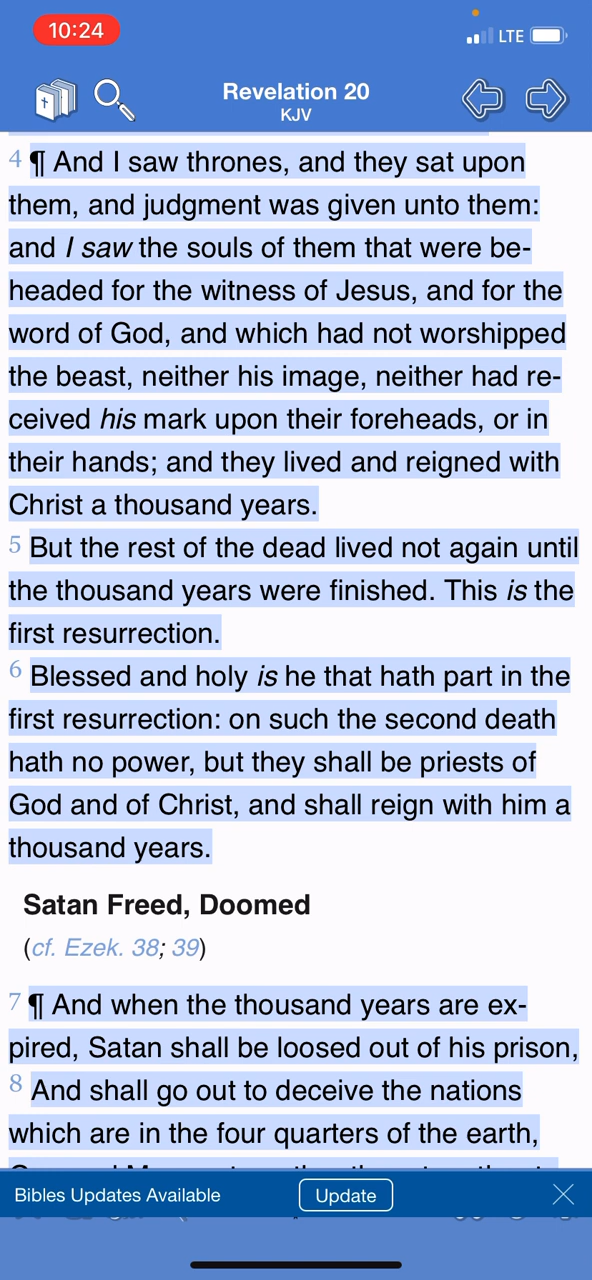 10:24
LTE
Revelation 20
KJV
4 ¶ And I saw thrones, and they sat upon
them, and judgment was given unto them:
and I saw the souls of them that were be-
headed for the witness of Jesus, and for the
word of God, and which had not worshipped
the beast, neither his image, neither had re-
ceived his mark upon their foreheads, or in
their hands; and they lived and reigned with
Christ a thousand years.
5 But the rest of the dead lived not again until
the thousand years were finished. This is the
first resurrection.
6 Blessed and holy is he that hath part in the
first resurrection: on such the second death
hath no power, but they shall be priests of
God and of Christ, and shall reign with him a
thousand years.
Satan Freed, Doomed
(cf. Ezek. 38; 39)
7 ¶ And when the thousand years are ex-
pired, Satan shall be loosed out of his prison,
8 And shall go out to deceive the nations
which are in the four quarters of the earth,
Bibles Updates Available
Update